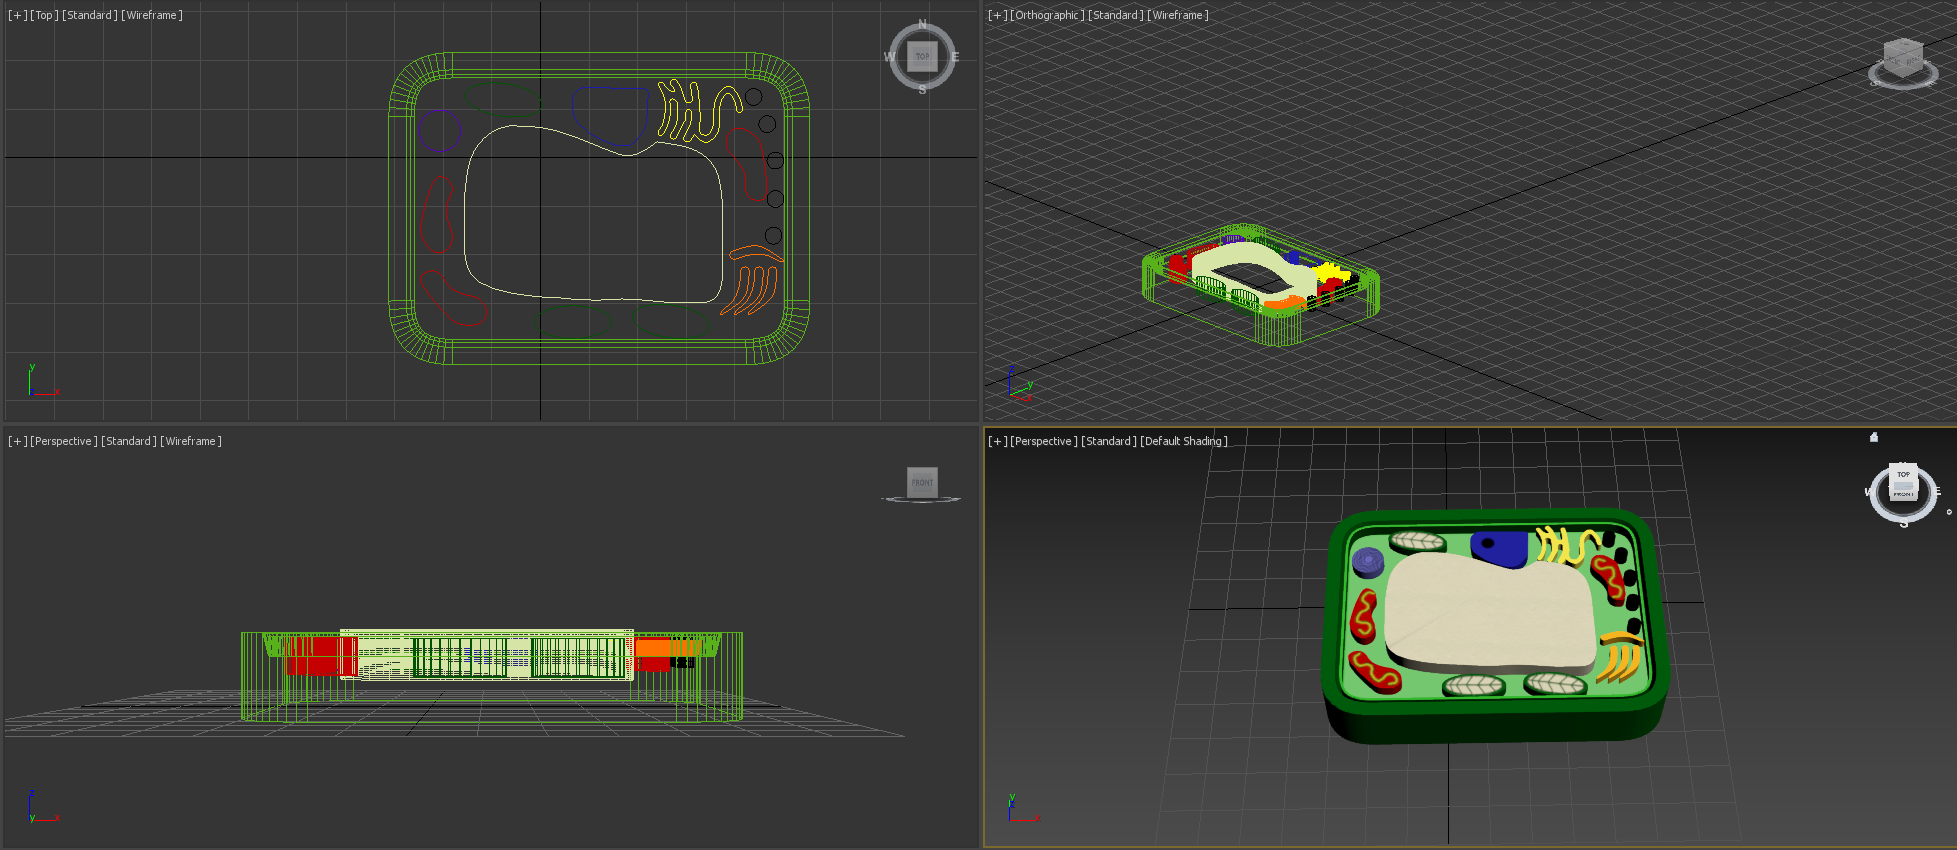 [+] [Top] [Standard] [Wireframe]
N
W TOP E
S
y
x
[+] [Orthographic] [Standard] [Wireframe]
z
y
x
[+] [Perspective] [Standard] [Wireframe]
FRONT
z
y x
[+] [Perspective] [Standard] [Default Shading]
TOP
FRONT
W E
S
y
z
x